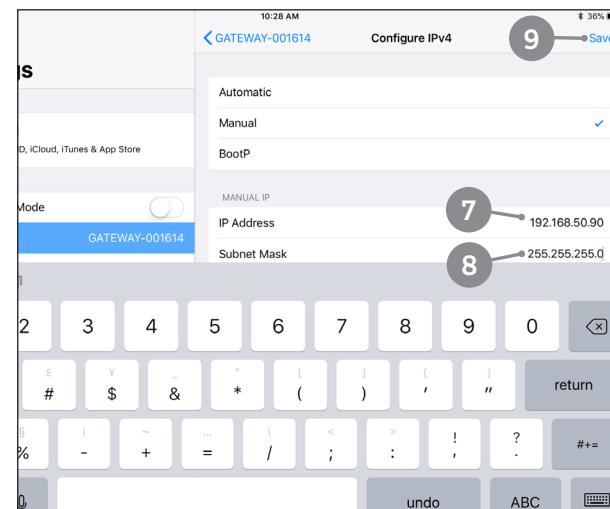 10:28 AM
36%
GATEWAY-001614
Configure IPv4
9
Save
gs
Automatic
Manual
D, iCloud, iTunes & App Store
BootP
MANUAL IP
Mode
7
IP Address
192.168.50.90
GATEWAY-001614
Subnet Mask
8
255.255.255.0
2 3 4 5 6 7 8 9 0
£ ¥ _ ^ [ ] { }
# $ & * ( ) ' " return
§ | ~ … \ < > ! ?
% - + = / ; : , . #+=
undo ABC